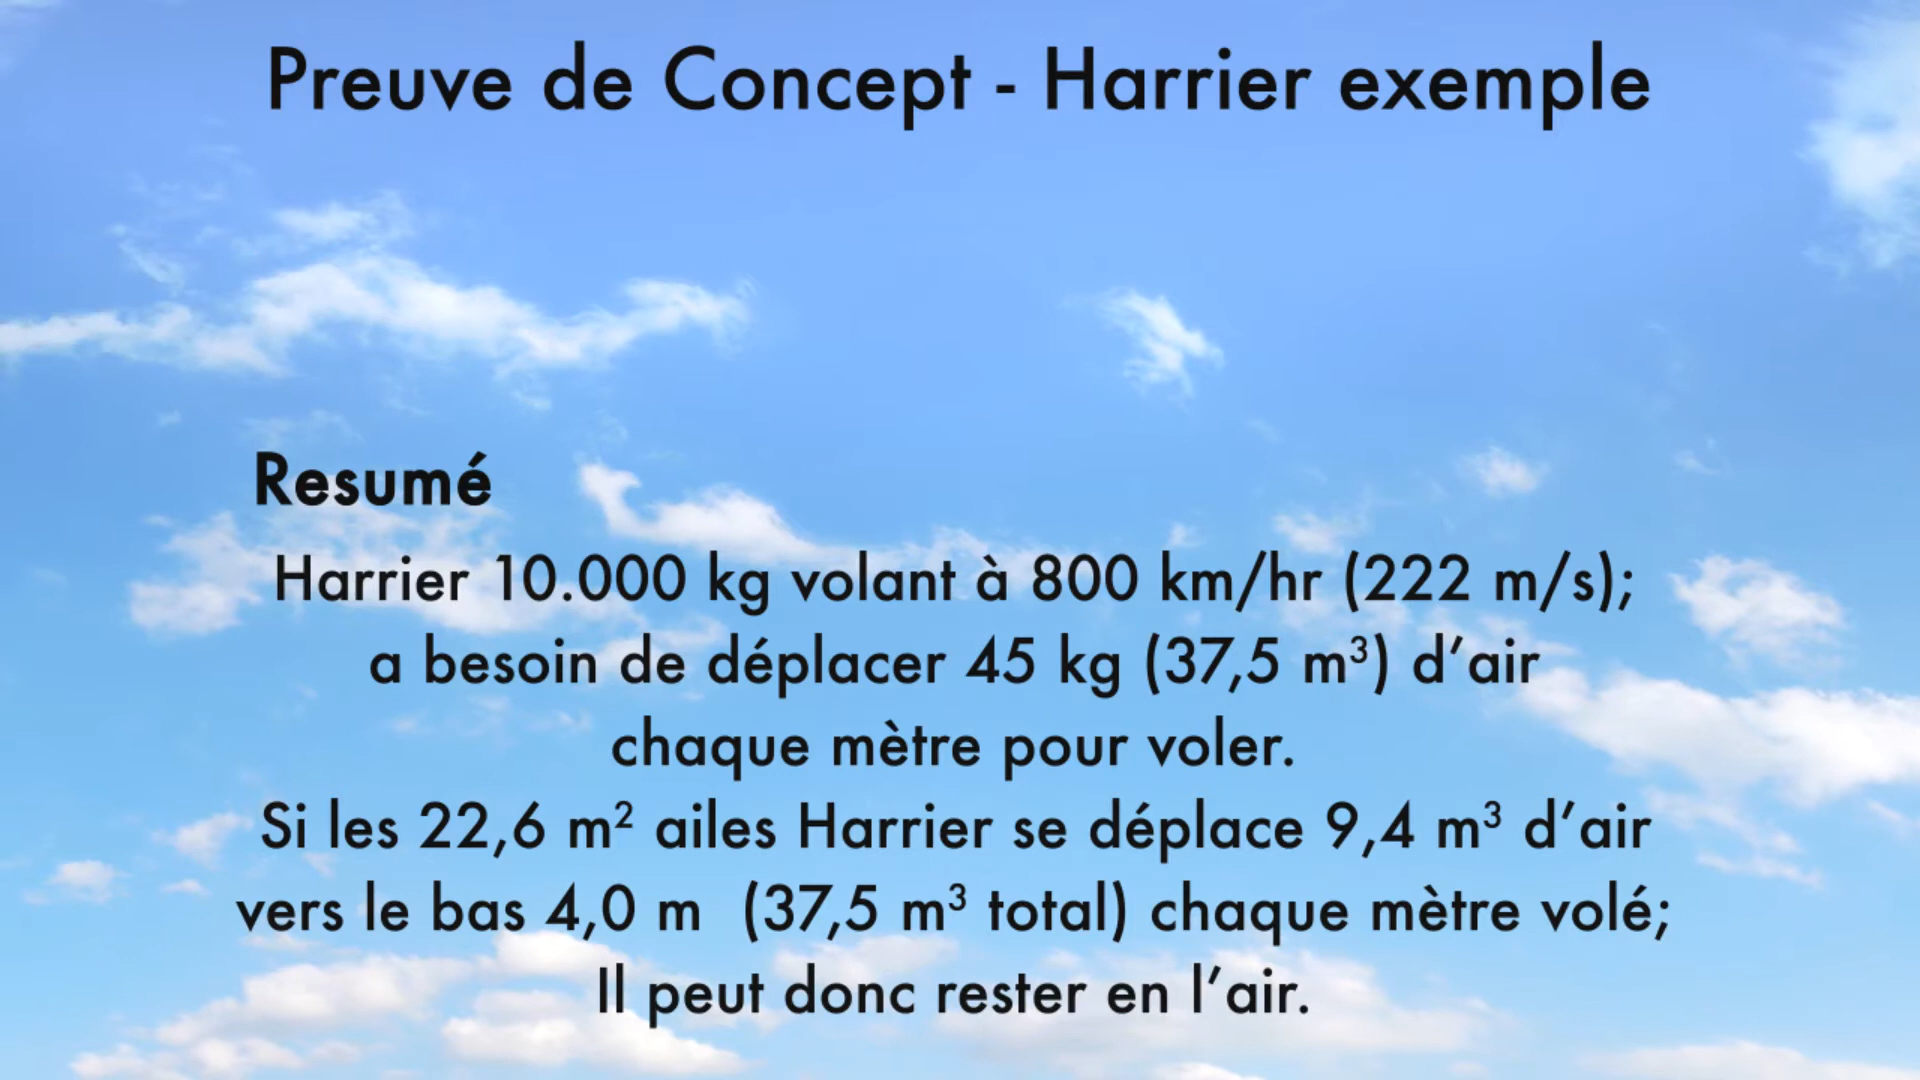 Preuve de Concept - Harrier exemple
Resumé
Harrier 10.000 kg volant à 800 km/hr (222 m/s);
a besoin de déplacer 45 kg (37,5 m³) d’air
chaque mètre pour voler.
Si les 22,6 m² ailes Harrier se déplace 9,4 m³ d’air
vers le bas 4,0 m (37,5 m³ total) chaque mètre volé;
Il peut donc rester en l’air.